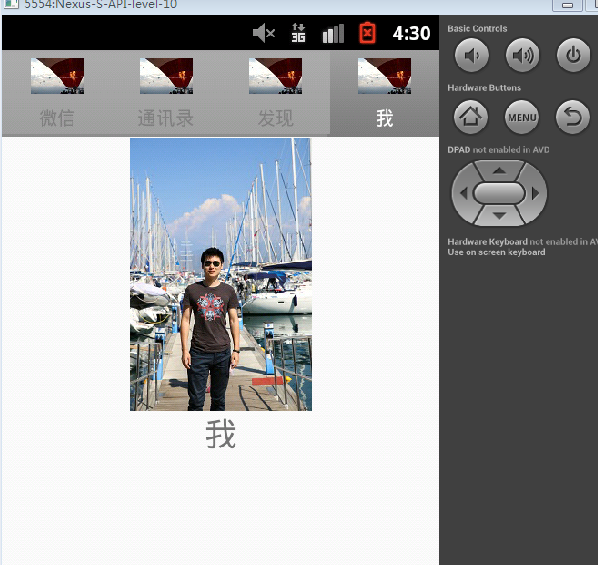 5554:Nexus-S-API-level-10
3G
4:30
微信 通讯录 发现 我
我
Basic Controls
Hardware Buttons
MENU
DPAD not enabled in AVD
Hardware Keyboard not enabled in AV
Use on screen keyboard